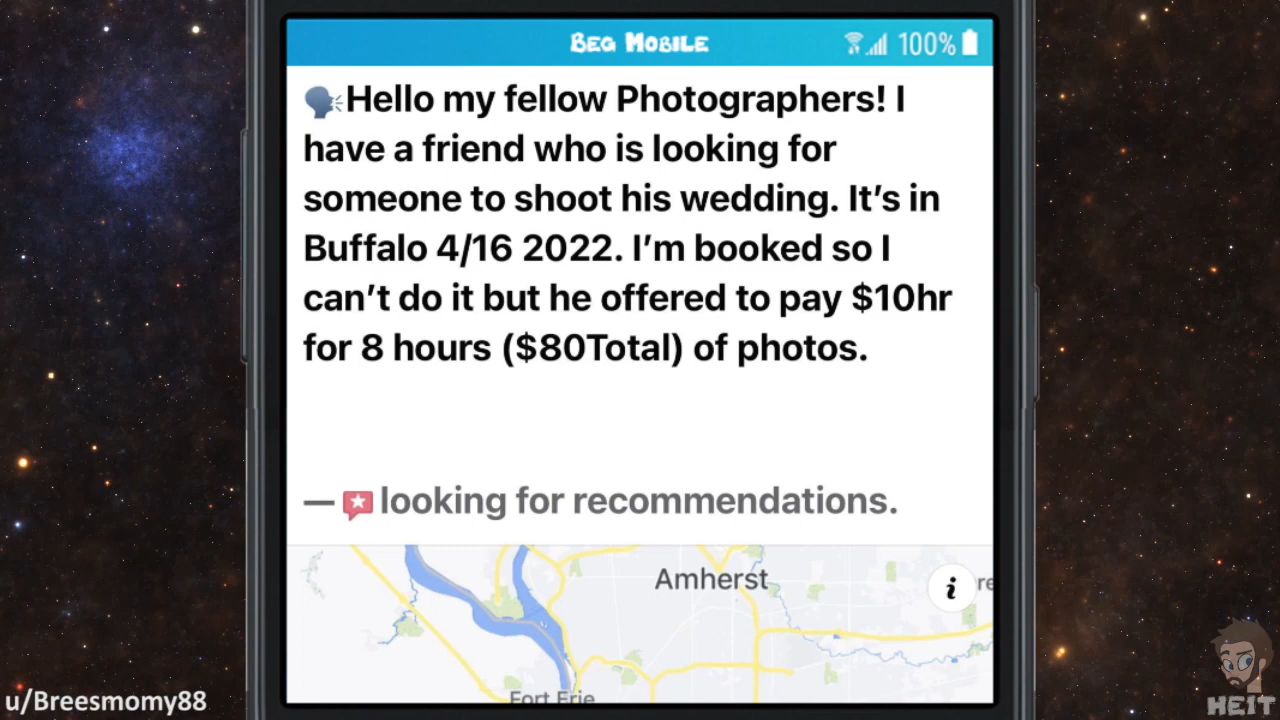 BEG MOBILE
100%
Hello my fellow Photographers! I
have a friend who is looking for
someone to shoot his wedding. It’s in
Buffalo 4/16 2022. I’m booked so I
can’t do it but he offered to pay $10hr
for 8 hours ($80Total) of photos.
— looking for recommendations.
Amherst
i
re
Fort Erie
u/Breesmomy88
HEIT